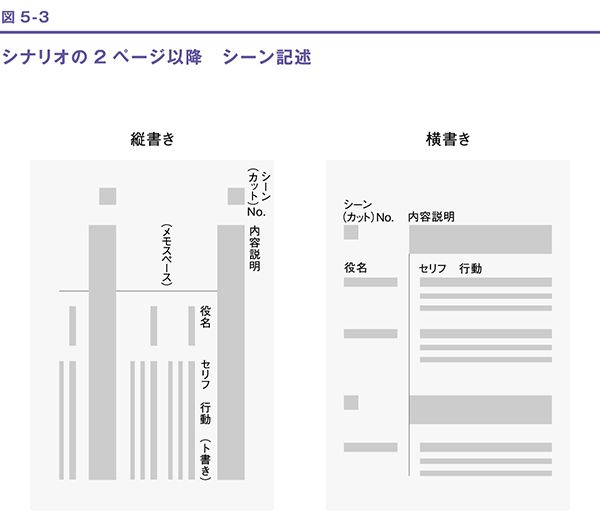 図 5-3
シナリオの2ページ以降　シーン記述
縦書き
シーン
(カット)No.
内容説明
(メモスペース)
役名
セリフ　行動　(ト書き)
横書き
シーン
(カット)No.
内容説明
役名
セリフ　行動